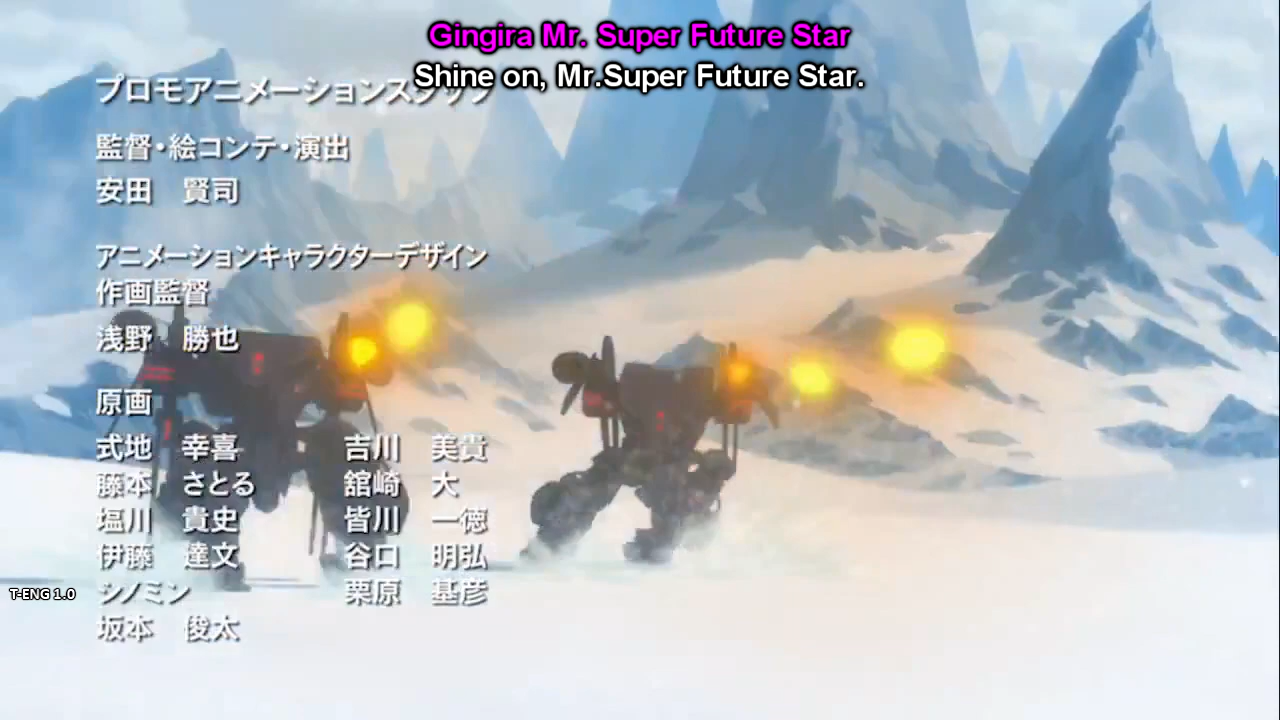 Gingira Mr. Super Future Star
Shine on, Mr.Super Future Star.
プロモアニメーションスタッフ
監督・絵コンテ・演出
安田 賢司
アニメーションキャラクターデザイン
作画監督
浅野 勝也
原画
式地 幸喜 吉川 美貴
藤本 さとる 舘崎 大
塩川 貴史 皆川 一徳
伊藤 達文 谷口 明弘
シノミン 栗原 基彦
坂本 俊太
T-ENG 1.0